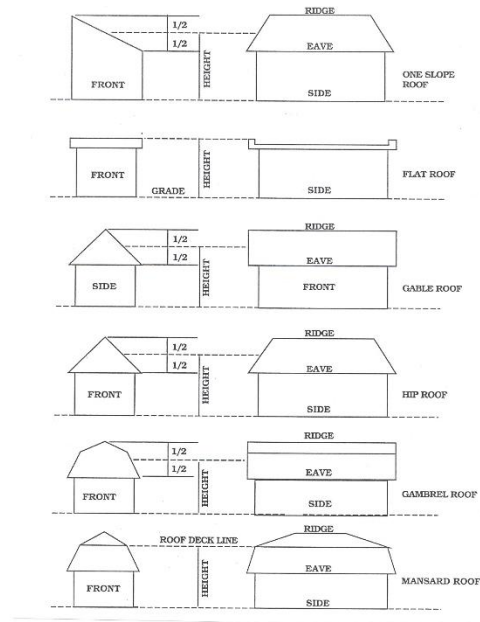 RIDGE
1/2
1/2
HEIGHT
EAVE
FRONT
SIDE
ONE SLOPE
ROOF
FRONT
GRADE
HEIGHT
SIDE
FLAT ROOF
RIDGE
1/2
1/2
HEIGHT
EAVE
SIDE
FRONT
GABLE ROOF
RIDGE
1/2
1/2
HEIGHT
EAVE
FRONT
SIDE
HIP ROOF
RIDGE
1/2
1/2
HEIGHT
EAVE
FRONT
SIDE
GAMBREL ROOF
RIDGE
ROOF DECK LINE
HEIGHT
EAVE
FRONT
SIDE
MANSARD ROOF